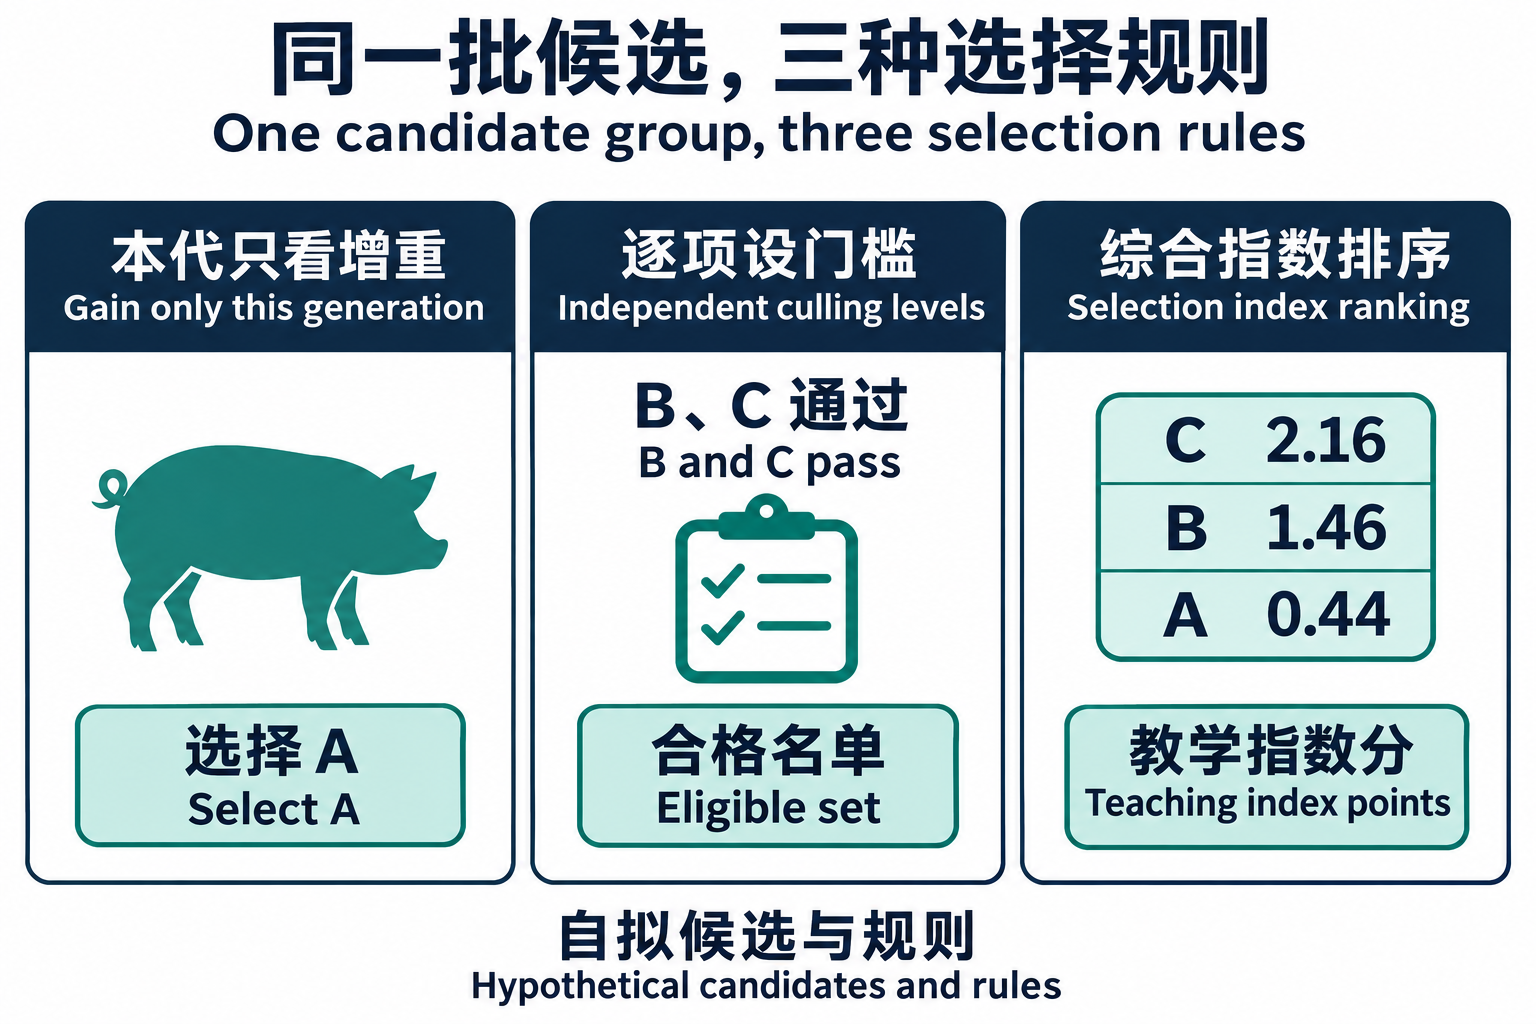 同一批候选，三种选择规则
One candidate group, three selection rules
本代只看增重
Gain only this generation
选择 A
Select A
逐项设门槛
Independent culling levels
B、C 通过
B and C pass
合格名单
Eligible set
综合指数排序
Selection index ranking
C 2.16
B 1.46
A 0.44
教学指数分
Teaching index points
自拟候选与规则
Hypothetical candidates and rules